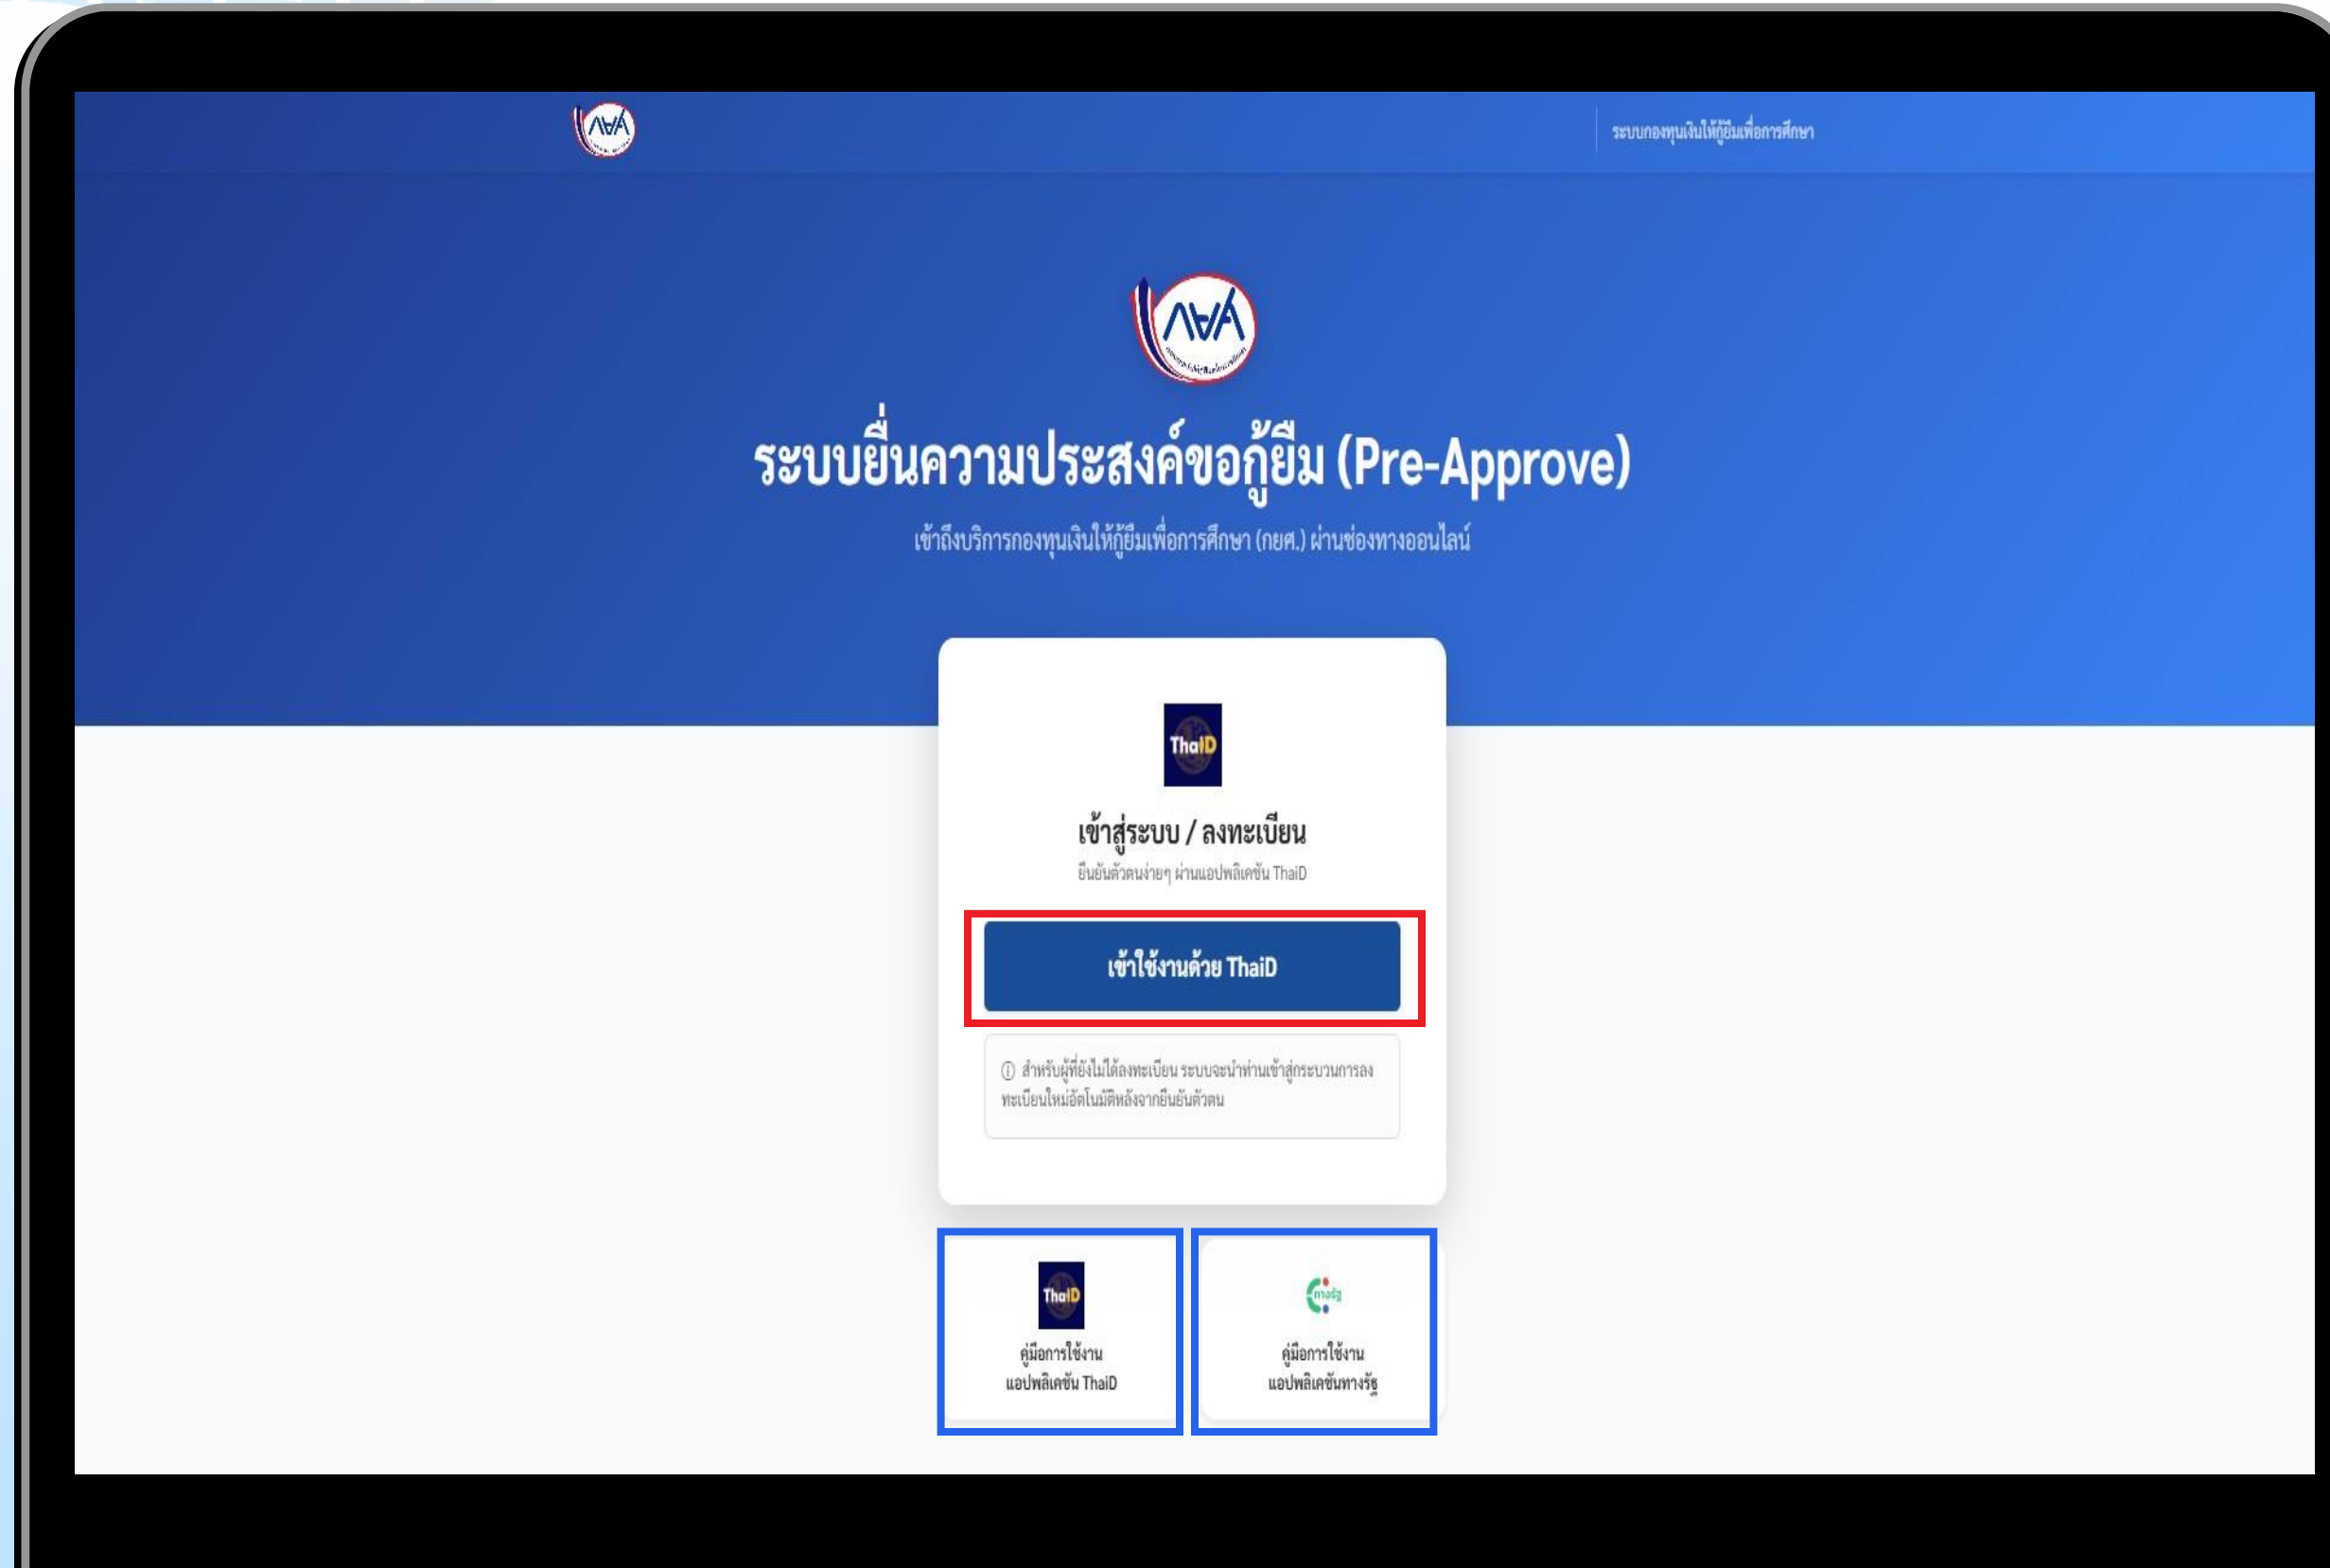 กยศ
ระบบกองทุนเงินให้กู้ยืมเพื่อการศึกษา
กยศ
ระบบยื่นความประสงค์ขอกู้ยืม (Pre-Approve)
เข้าถึงบริการกองทุนเงินให้กู้ยืมเพื่อการศึกษา (กยศ.) ผ่านช่องทางออนไลน์
ThaID
เข้าสู่ระบบ / ลงทะเบียน
ยืนยันตัวตนง่ายๆ ผ่านแอปพลิเคชัน ThaiD
เข้าใช้งานด้วย ThaiD
สำหรับผู้ที่ยังไม่ได้ลงทะเบียน ระบบจะนำท่านเข้าสู่กระบวนการลง
ทะเบียนใหม่อัตโนมัติหลังจากยืนยันตัวตน
ThaID
ทางรัฐ
คู่มือการใช้งาน
แอปพลิเคชัน ThaiD
คู่มือการใช้งาน
แอปพลิเคชันทางรัฐ